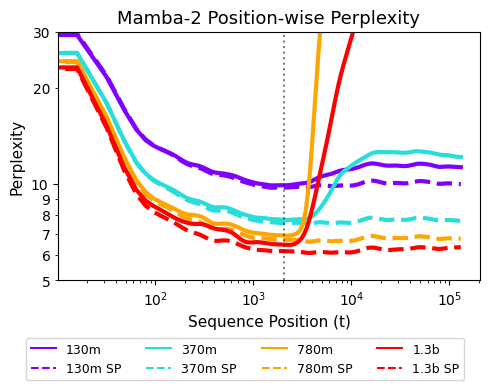 Mamba-2 Position-wise Perplexity
Perplexity
30
20
10
9
8
7
6
5
10²
10³
10⁴
10⁵
Sequence Position (t)
130m
370m
780m
1.3b
130m SP
370m SP
780m SP
1.3b SP